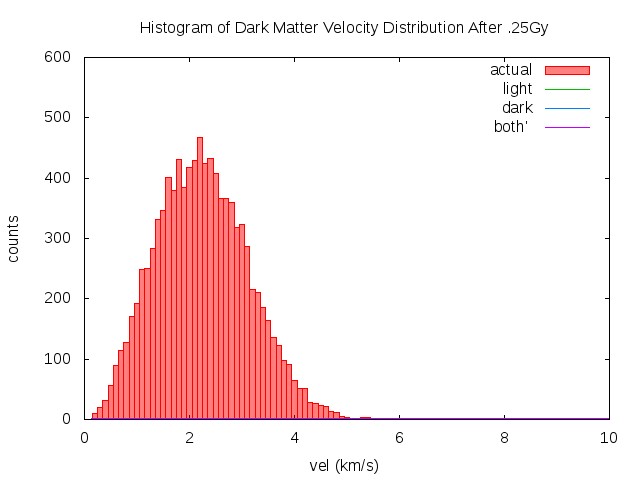 Histogram of Dark Matter Velocity Distribution After .25Gy
600
500
400
300
200
100
0
counts
actual
light
dark
both'
0 2 4 6 8 10
vel (km/s)